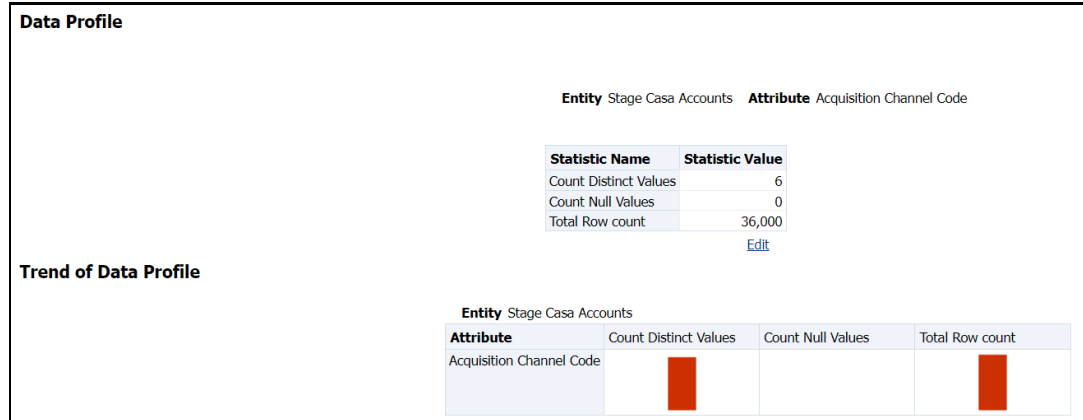 Data Profile
Entity Stage Casa Accounts Attribute Acquisition Channel Code
Statistic Name Statistic Value
Count Distinct Values 6
Count Null Values 0
Total Row count 36,000
Edit
Trend of Data Profile
Entity Stage Casa Accounts
Attribute Count Distinct Values Count Null Values Total Row count
Acquisition Channel Code